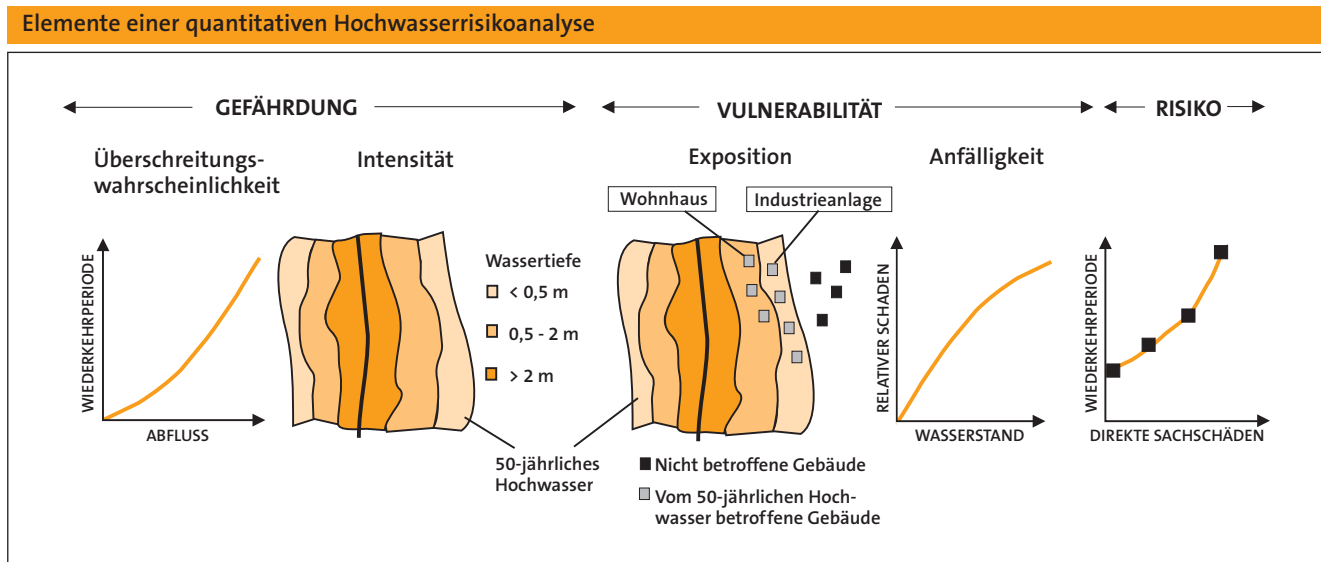 Elemente einer quantitativen Hochwasserrisikoanalyse
GEFÄHRDUNG
VULNERABILITÄT
RISIKO
Überschreitungs-
wahrscheinlichkeit
Intensität
Exposition
Anfälligkeit
WIEDERKEHRPERIODE
ABFLUSS
Wassertiefe
< 0,5 m
0,5 - 2 m
> 2 m
50-jährliches
Hochwasser
Wohnhaus
Industrieanlage
Nicht betroffene Gebäude
Vom 50-jährlichen Hoch-
wasser betroffene Gebäude
RELATIVER SCHADEN
WASSERSTAND
WIEDERKEHRPERIODE
DIREKTE SACHSCHÄDEN